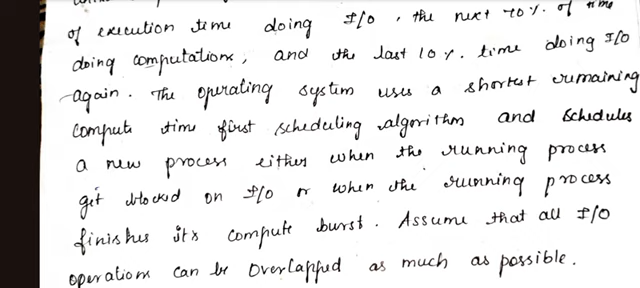 of execution time doing I/O, the next 70%. of time
doing computations, and the last 10%. time doing I/O
again. The operating system uses a shortest remaining
compute time first scheduling algorithm and schedules
a new process either when the running process
get blocked on I/O or when the running process
finishes its compute burst. Assume that all I/O
operations can be overlapped as much as possible.